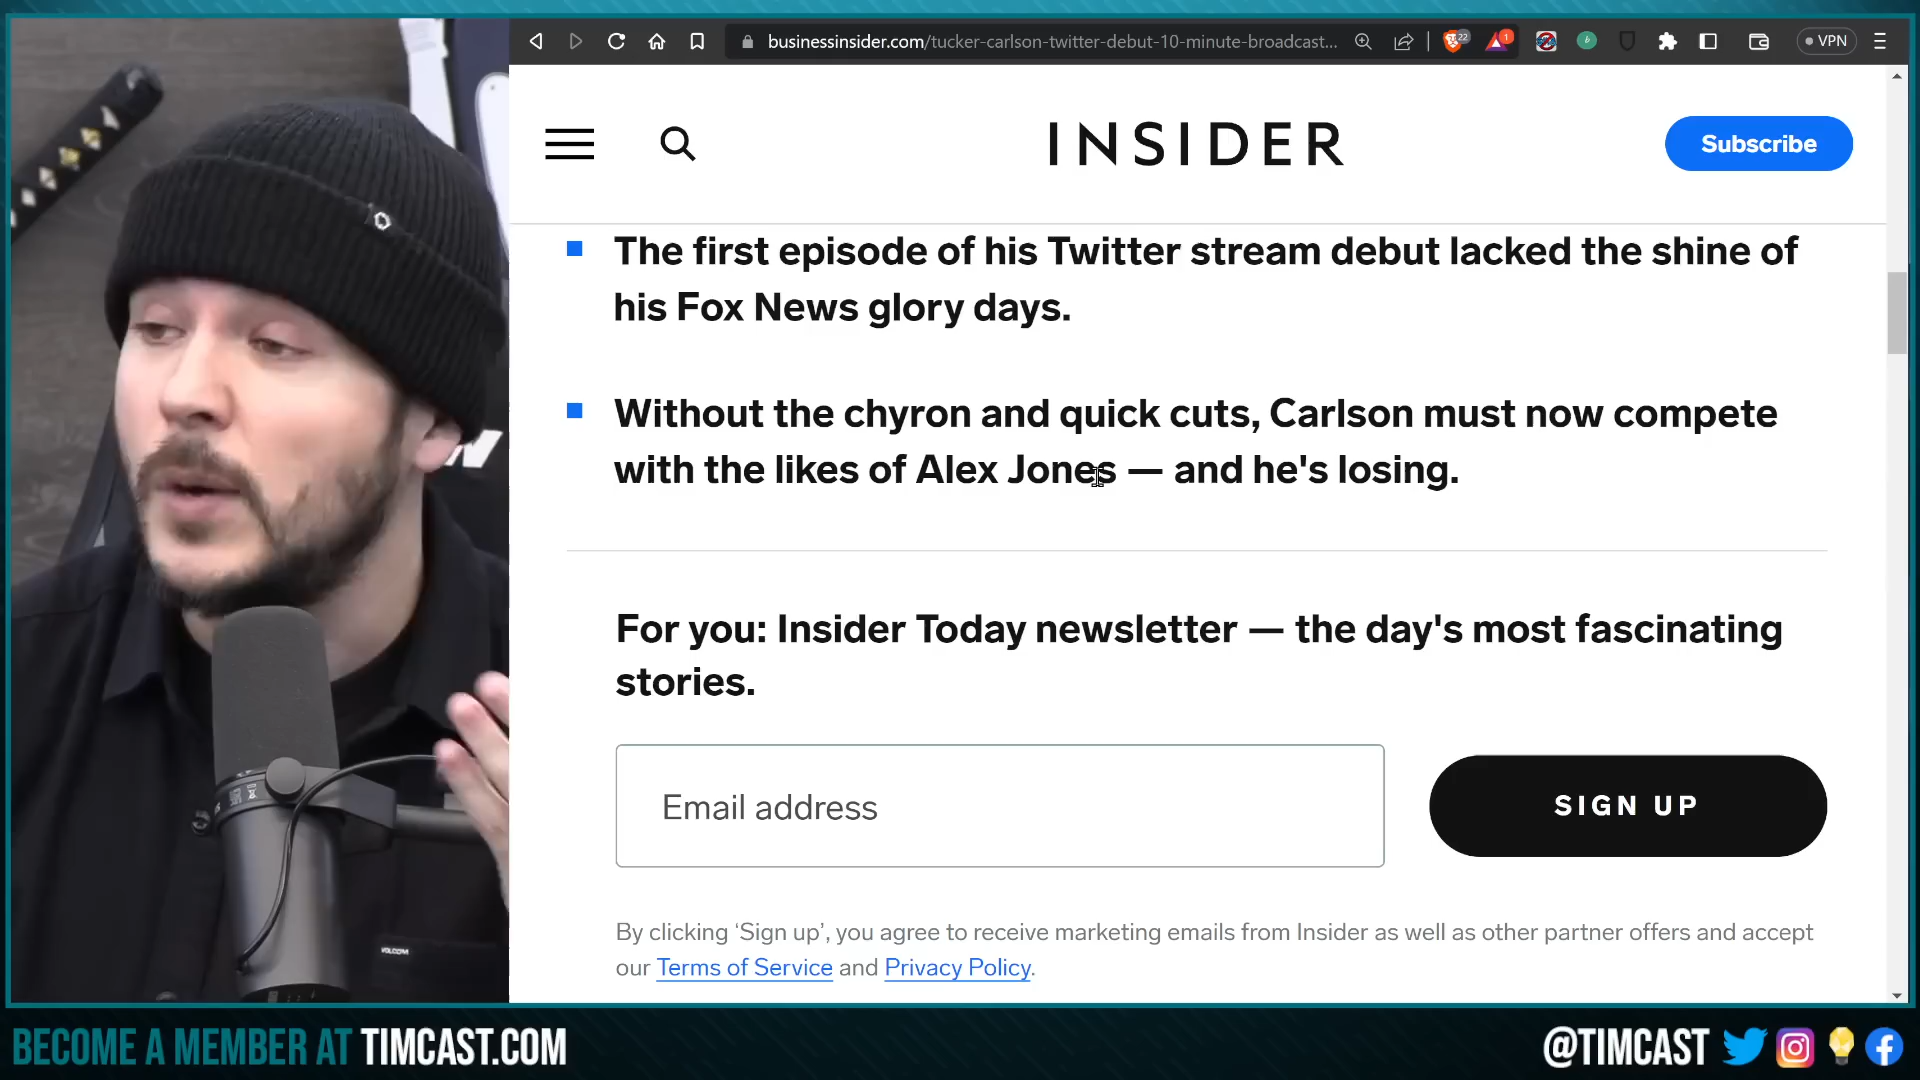 businessinsider.com/tucker-carlson-twitter-debut-10-minute-broadcast...
22
1
b
VPN
INSIDER
Subscribe
The first episode of his Twitter stream debut lacked the shine of
his Fox News glory days.
Without the chyron and quick cuts, Carlson must now compete
with the likes of Alex Jones — and he's losing.
For you: Insider Today newsletter — the day's most fascinating
stories.
Email address
SIGN UP
By clicking ‘Sign up’, you agree to receive marketing emails from Insider as well as other partner offers and accept
our Terms of Service and Privacy Policy.
VOLCOM
BECOME A MEMBER AT TIMCAST.COM
@TIMCAST